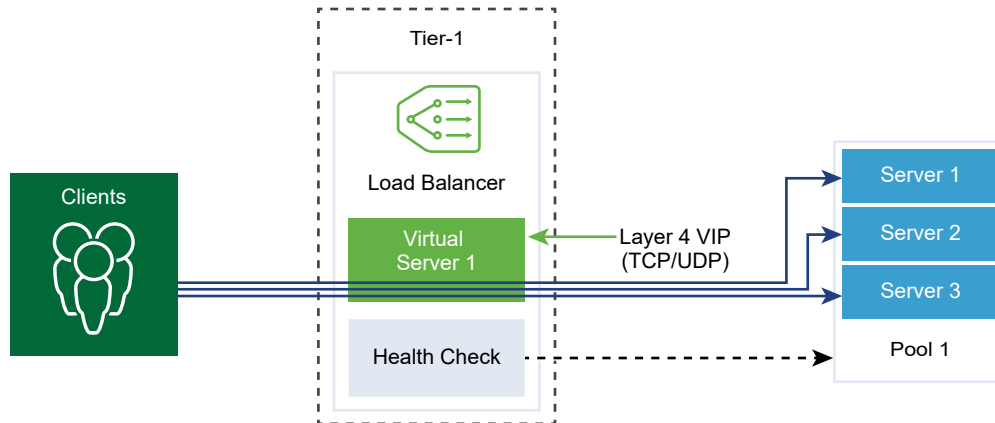 Tier-1
Load Balancer
Clients
Virtual
Server 1
Layer 4 VIP
(TCP/UDP)
Health Check
Server 1
Server 2
Server 3
Pool 1